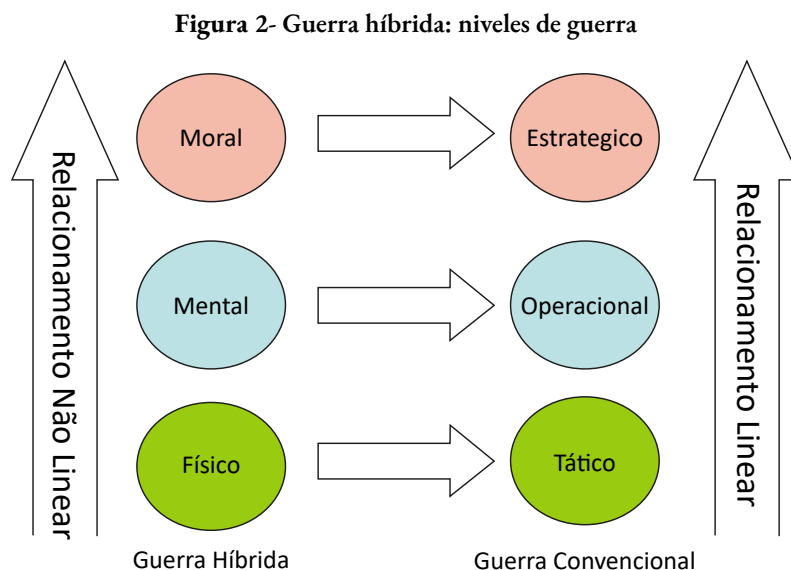 Figura 2- Guerra híbrida: niveles de guerra
Relacionamento Não Linear
Moral
Estrategico
Relacionamento Linear
Mental
Operacional
Físico
Tático
Guerra Híbrida
Guerra Convencional